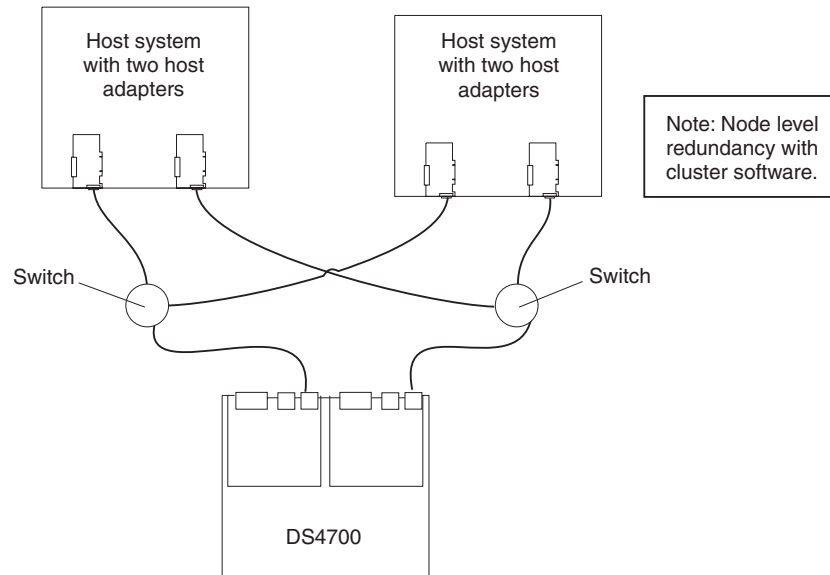 Host system
with two host
adapters
Host system
with two host
adapters
Note: Node level
redundancy with
cluster software.
Switch
Switch
DS4700